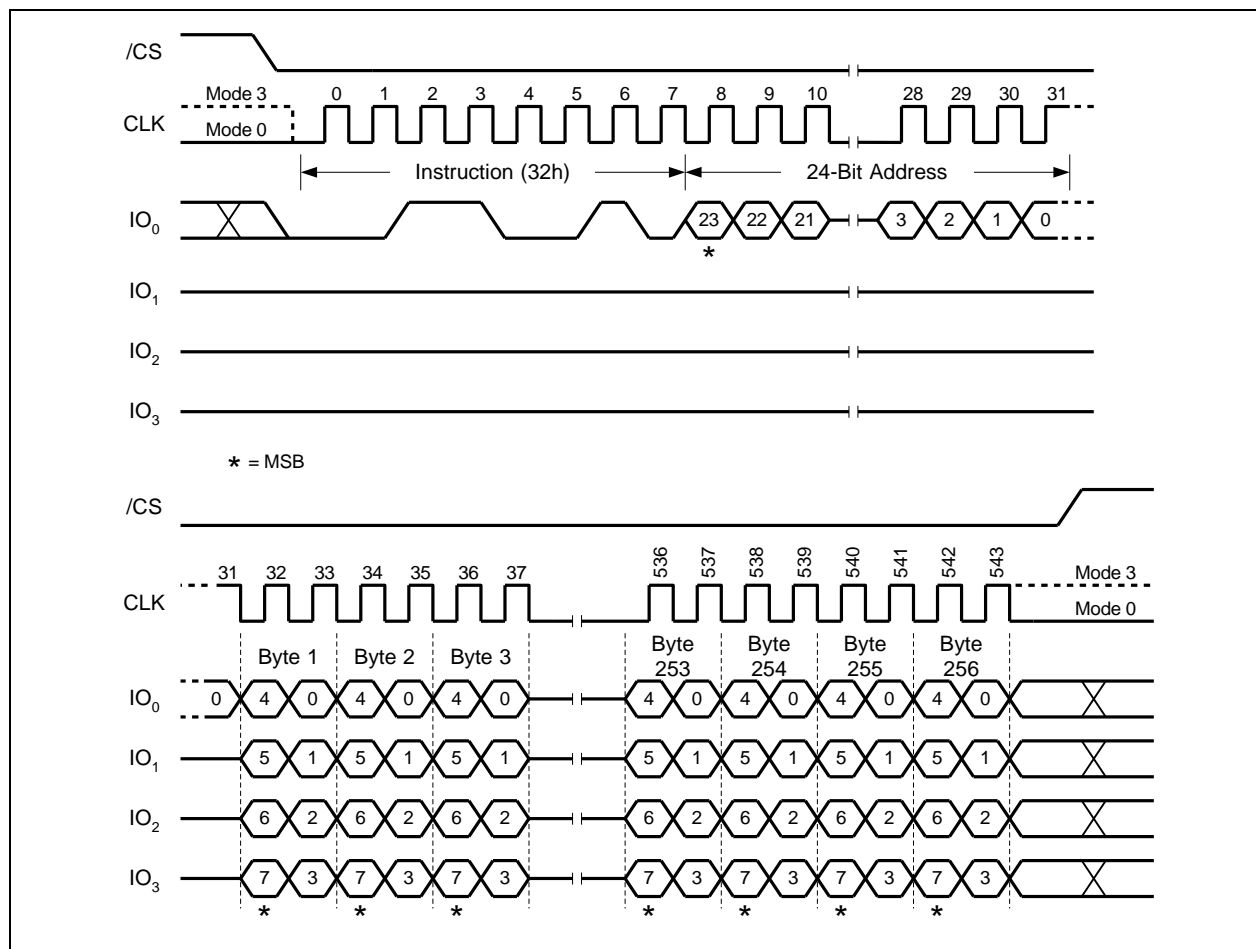 /CS
Mode 3 0 1 2 3 4 5 6 7 8 9 10 28 29 30 31
CLK
Mode 0
Instruction (32h) 24-Bit Address
IO0 23 22 21 3 2 1 0
*
IO1
IO2
IO3
* = MSB
/CS
31 32 33 34 35 36 37 536 537 538 539 540 541 542 543
Mode 3
CLK
Mode 0
Byte 1 Byte 2 Byte 3 Byte 253 Byte 254 Byte 255 Byte 256
IO0 0 4 0 4 0 4 0 4 0 4 0 4 0 4 0
IO1 5 1 5 1 5 1 5 1 5 1 5 1 5 1
IO2 6 2 6 2 6 2 6 2 6 2 6 2 6 2
IO3 7 3 7 3 7 3 7 3 7 3 7 3 7 3
* * * * * * *